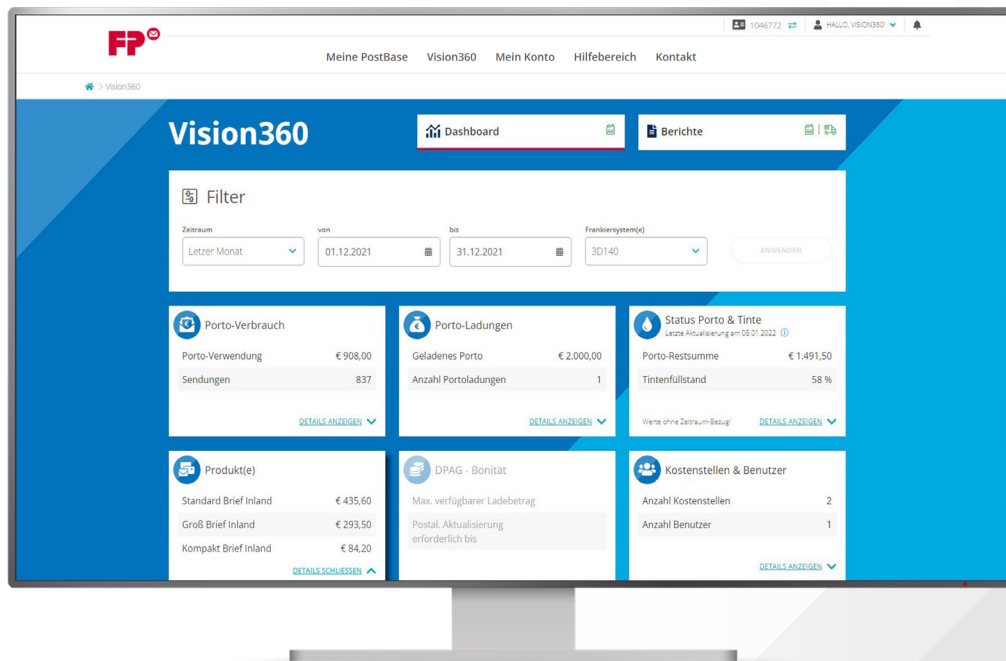 1046772
HALLO, VISION360!
FP
Meine PostBase Vision360 Mein Konto Hilfebereich Kontakt
> Vision360
Vision360
Dashboard
Berichte
Filter
Zeitraum von bis Frankiersystem(e)
Letzer Monat 01.12.2021 31.12.2021 3D140 ANWENDEN
Porto-Verbrauch
Porto-Verwendung € 908,00
Sendungen 837
DETAILS ANZEIGEN
Porto-Ladungen
Geladenes Porto € 2.000,00
Anzahl Portoladungen 1
DETAILS ANZEIGEN
Status Porto & Tinte
Letzte Aktualisierung am 05.01.2022
Porto-Restsumme € 1.491,50
Tintenfüllstand 58 %
Werte ohne Zeitraum-Bezug! DETAILS ANZEIGEN
Produkt(e)
Standard Brief Inland € 435,60
Groß Brief Inland € 293,50
Kompakt Brief Inland € 84,20
DETAILS SCHLIESSEN
DPAG - Bonität
Max. verfügbarer Ladebetrag
Postal. Aktualisierung
erforderlich bis
Kostenstellen & Benutzer
Anzahl Kostenstellen 2
Anzahl Benutzer 1
DETAILS ANZEIGEN